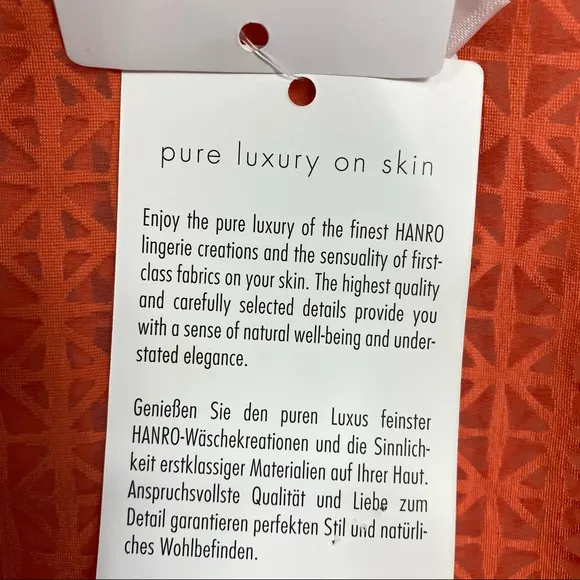 pure luxury on skin
Enjoy the pure luxury of the finest HANRO
lingerie creations and the sensuality of first-
class fabrics on your skin. The highest quality
and carefully selected details provide you
with a sense of natural well-being and under-
stated elegance.
Genießen Sie den puren Luxus feinster
HANRO-Wäschekreationen und die Sinnlich-
keit erstklassiger Materialien auf Ihrer Haut.
Anspruchsvollste Qualität und Liebe zum
Detail garantieren perfekten Stil und natürli-
ches Wohlbefinden.